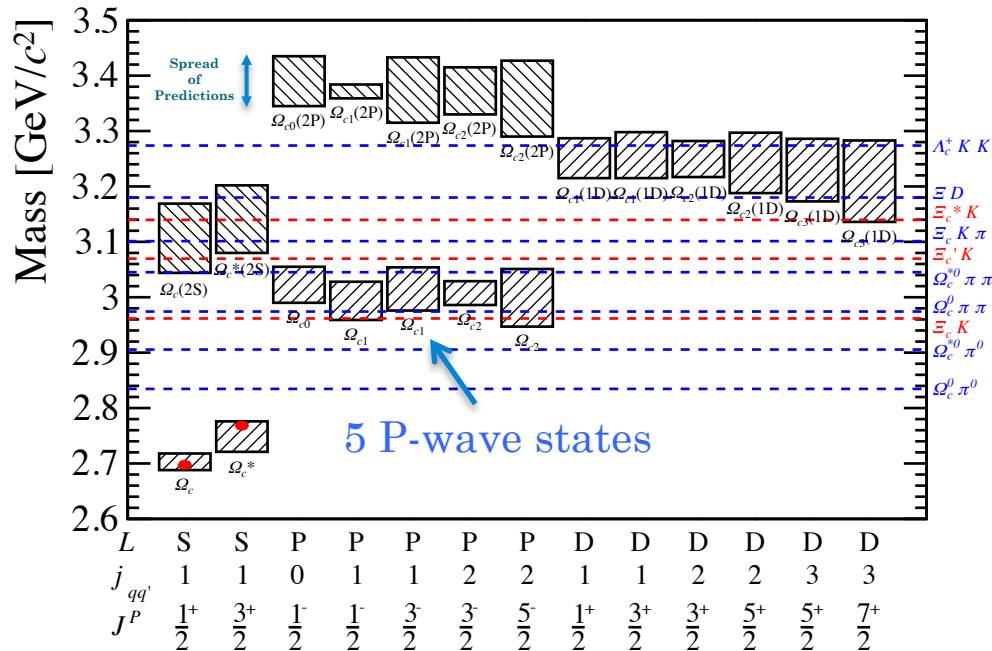 Mass [GeV/c²]
3.5
3.4
3.3
3.2
3.1
3
2.9
2.8
2.7
2.6
Spread
of
Predictions
Ω_c0(2P)
Ω_c1(2P)
Ω_c1(2P)
Ω_c2(2P)
Ω_c2(2P)
Ω_c1(1D)
Ω_c1(1D)
Ω_c2(1D)
Ω_c2(1D)
Ω_c3(1D)
Ω_c3(1D)
Ω_c(2S)
Ω_c*(2S)
Ω_c0
Ω_c1
Ω_c1
Ω_c2
Ω_c2
Ω_c
Ω_c*
5 P-wave states
Λ_c⁺ K K
Ξ D
Ξ_c* K
Ξ_c K π
Ξ_c' K
Ω_c*⁰ π π
Ω_c⁰ π π
Ξ_c K
Ω_c*⁰ π⁰
Ω_c⁰ π⁰
L S S P P P P P D D D D D D
j_qq' 1 1 0 1 1 2 2 1 1 2 2 3 3
J^P 1/2⁺ 3/2⁺ 1/2⁻ 1/2⁻ 3/2⁻ 3/2⁻ 5/2⁻ 1/2⁺ 3/2⁺ 3/2⁺ 5/2⁺ 5/2⁺ 7/2⁺